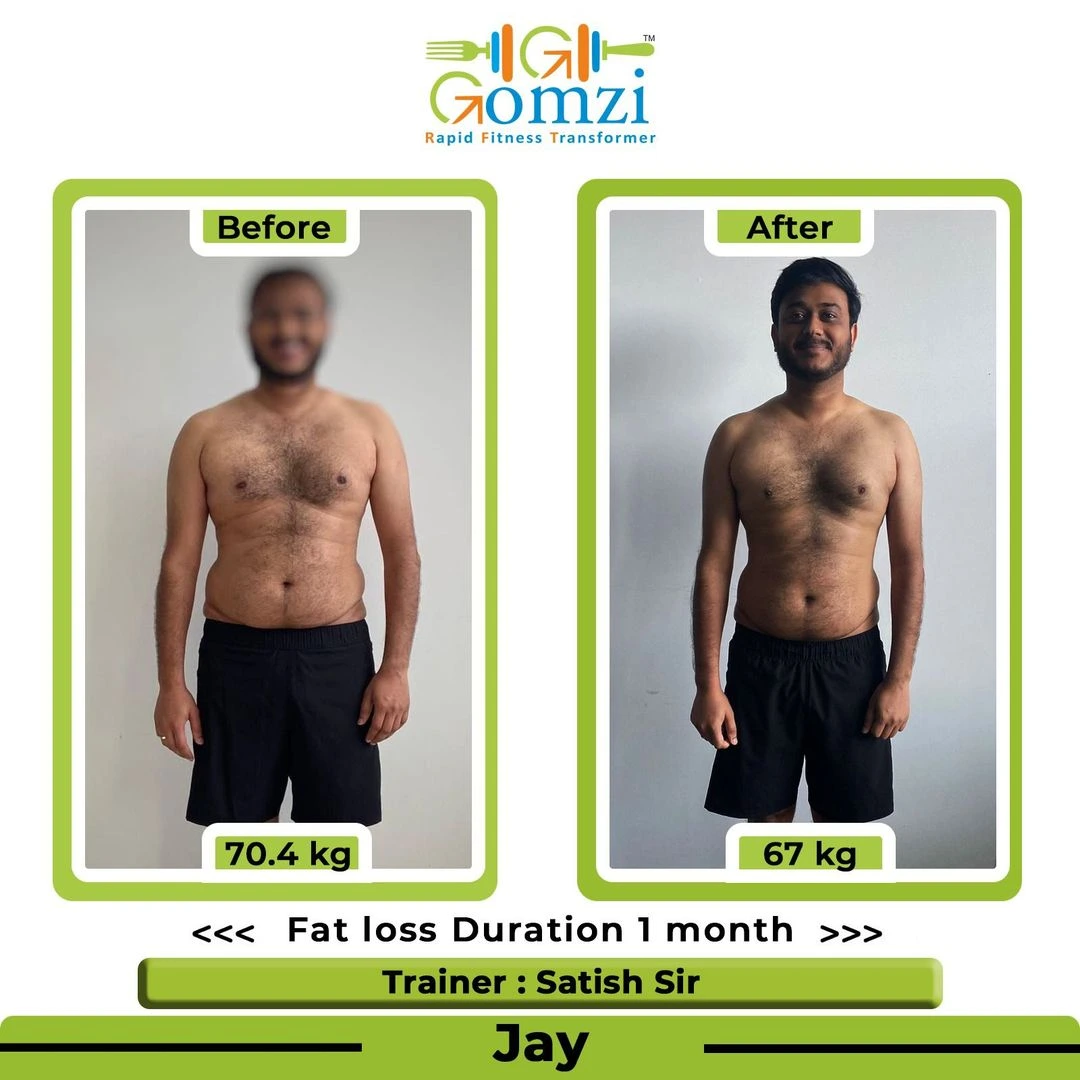 TM
Gomzi
Rapid Fitness Transformer
Before
After
70.4 kg
67 kg
<<< Fat loss Duration 1 month >>>
Trainer : Satish Sir
Jay